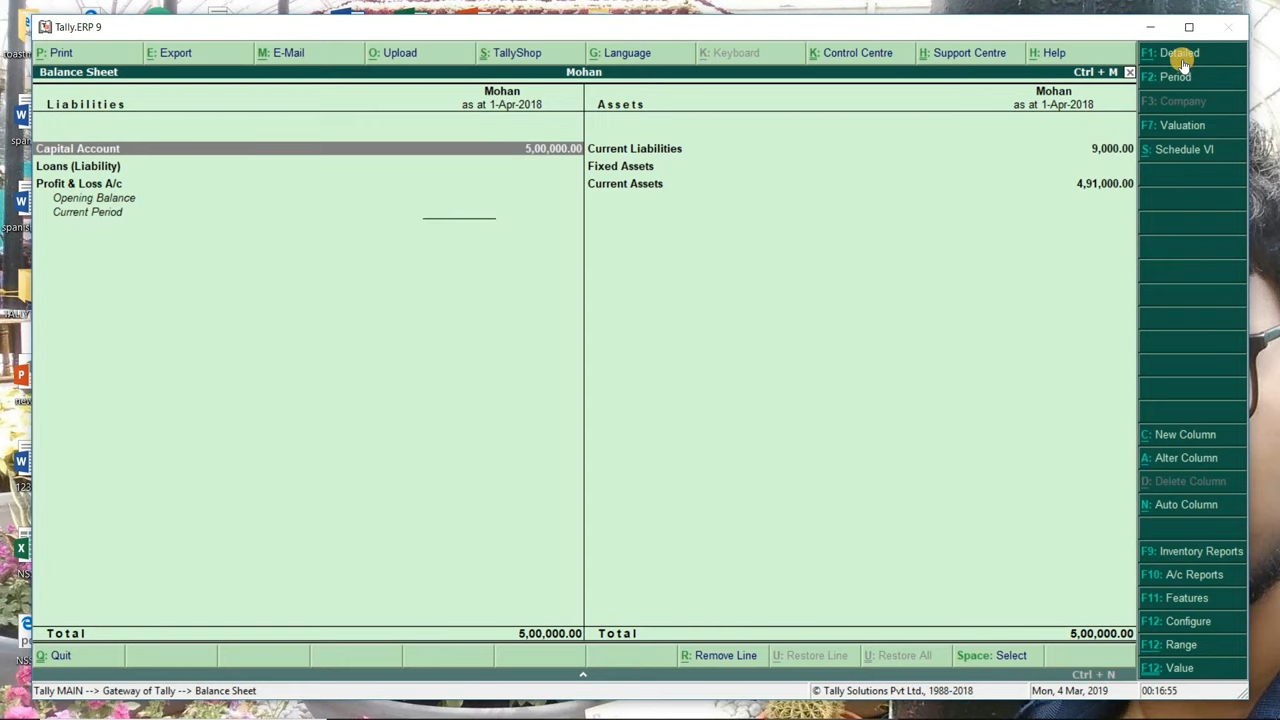 Tally.ERP 9
P: Print
E: Export
M: E-Mail
O: Upload
S: TallyShop
G: Language
K: Keyboard
K: Control Centre
H: Support Centre
H: Help
Balance Sheet
Mohan
Ctrl + M
Liabilities
Mohan
as at 1-Apr-2018
Assets
Mohan
as at 1-Apr-2018
Capital Account 5,00,000.00
Loans (Liability)
Profit & Loss A/c
Opening Balance
Current Period
Current Liabilities 9,000.00
Fixed Assets
Current Assets 4,91,000.00
Total 5,00,000.00
Total 5,00,000.00
F1: Detailed
F2: Period
F3: Company
F7: Valuation
S: Schedule VI
C: New Column
A: Alter Column
D: Delete Column
N: Auto Column
F9: Inventory Reports
F10: A/c Reports
F11: Features
F12: Configure
F12: Range
F12: Value
Q: Quit
R: Remove Line
U: Restore Line
U: Restore All
Space: Select
Ctrl + N
Tally MAIN --> Gateway of Tally --> Balance Sheet
© Tally Solutions Pvt Ltd., 1988-2018
Mon, 4 Mar, 2019
00:16:55